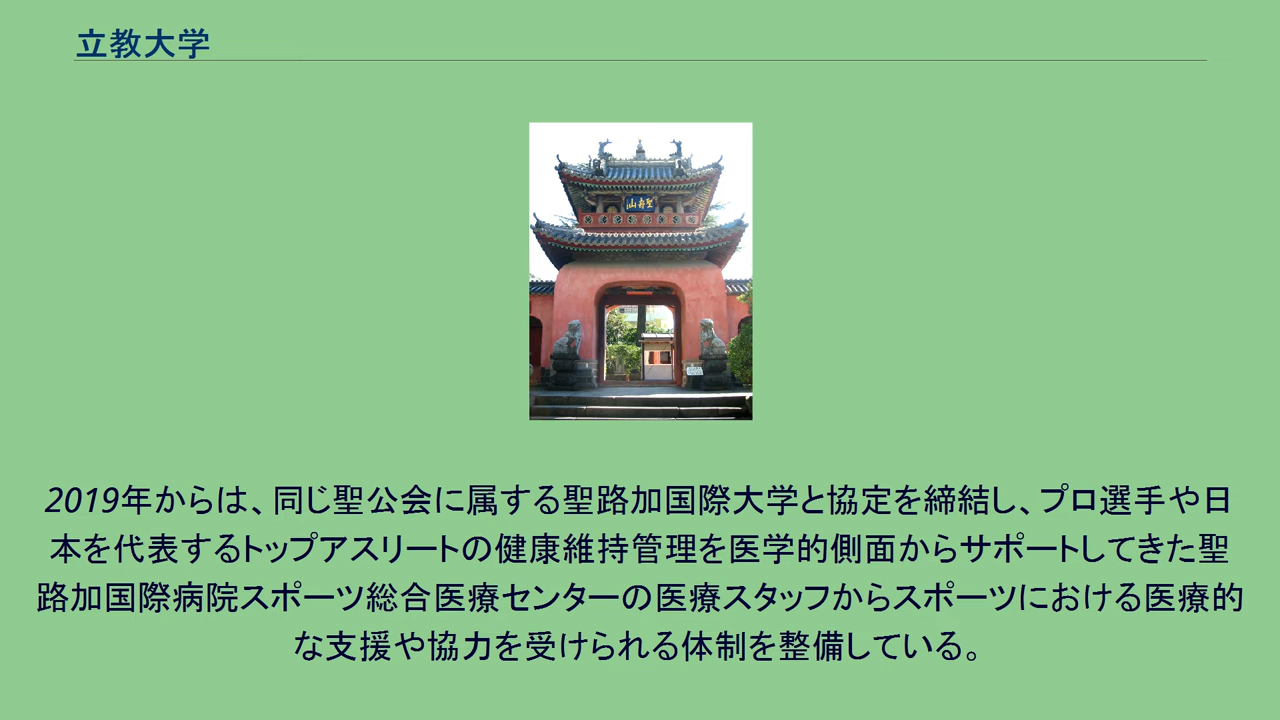 立教大学
聖壽山
2019年からは、同じ聖公会に属する聖路加国際大学と協定を締結し、プロ選手や日
本を代表するトップアスリートの健康維持管理を医学的側面からサポートしてきた聖
路加国際病院スポーツ総合医療センターの医療スタッフからスポーツにおける医療的
な支援や協力を受けられる体制を整備している。